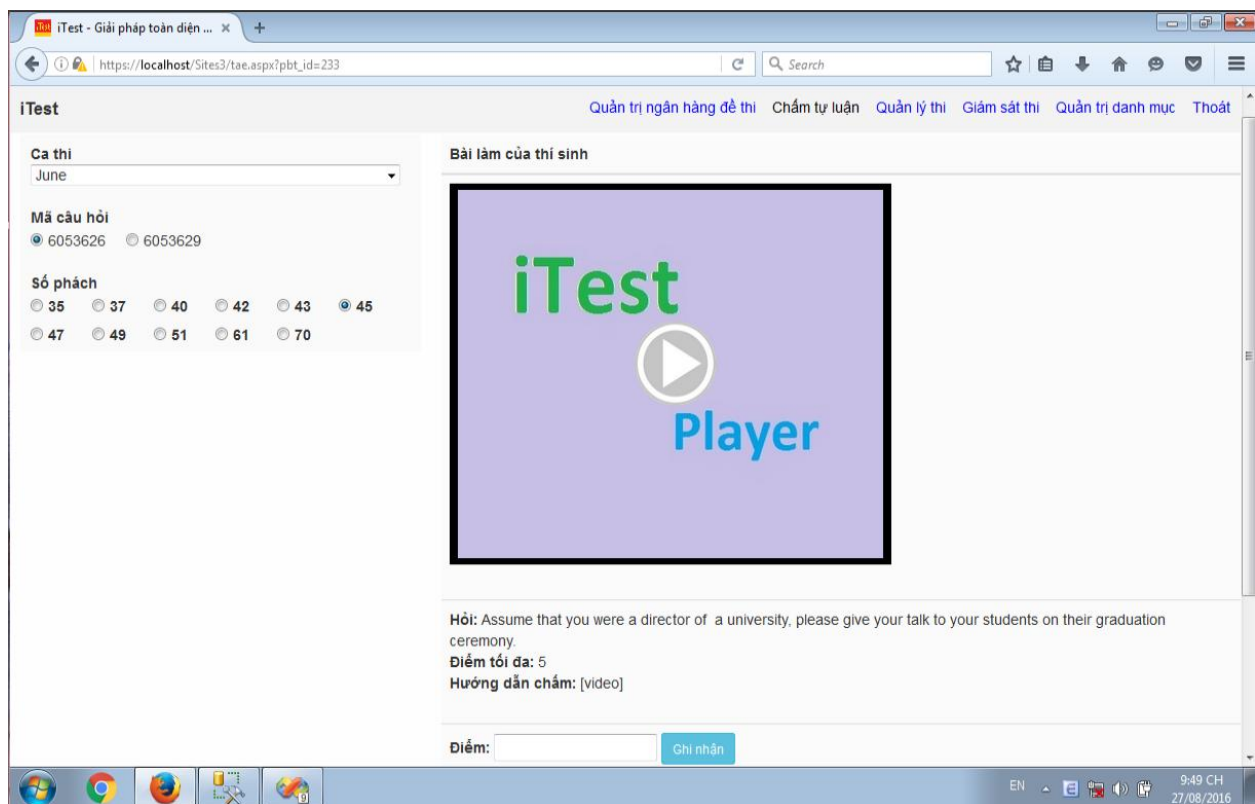 iTest - Giải pháp toàn diện ...
https://localhost/Sites3/tae.aspx?pbt_id=233
Search
iTest
Quản trị ngân hàng đề thi Chấm tự luận Quản lý thi Giám sát thi Quản trị danh mục Thoát
Ca thi
June
Mã câu hỏi
6053626 6053629
Số phách
35 37 40 42 43 45
47 49 51 61 70
Bài làm của thí sinh
iTest
Player
Hỏi: Assume that you were a director of a university, please give your talk to your students on their graduation
ceremony.
Điểm tối đa: 5
Hướng dẫn chấm: [video]
Điểm: Ghi nhận
EN
9:49 CH
27/08/2016